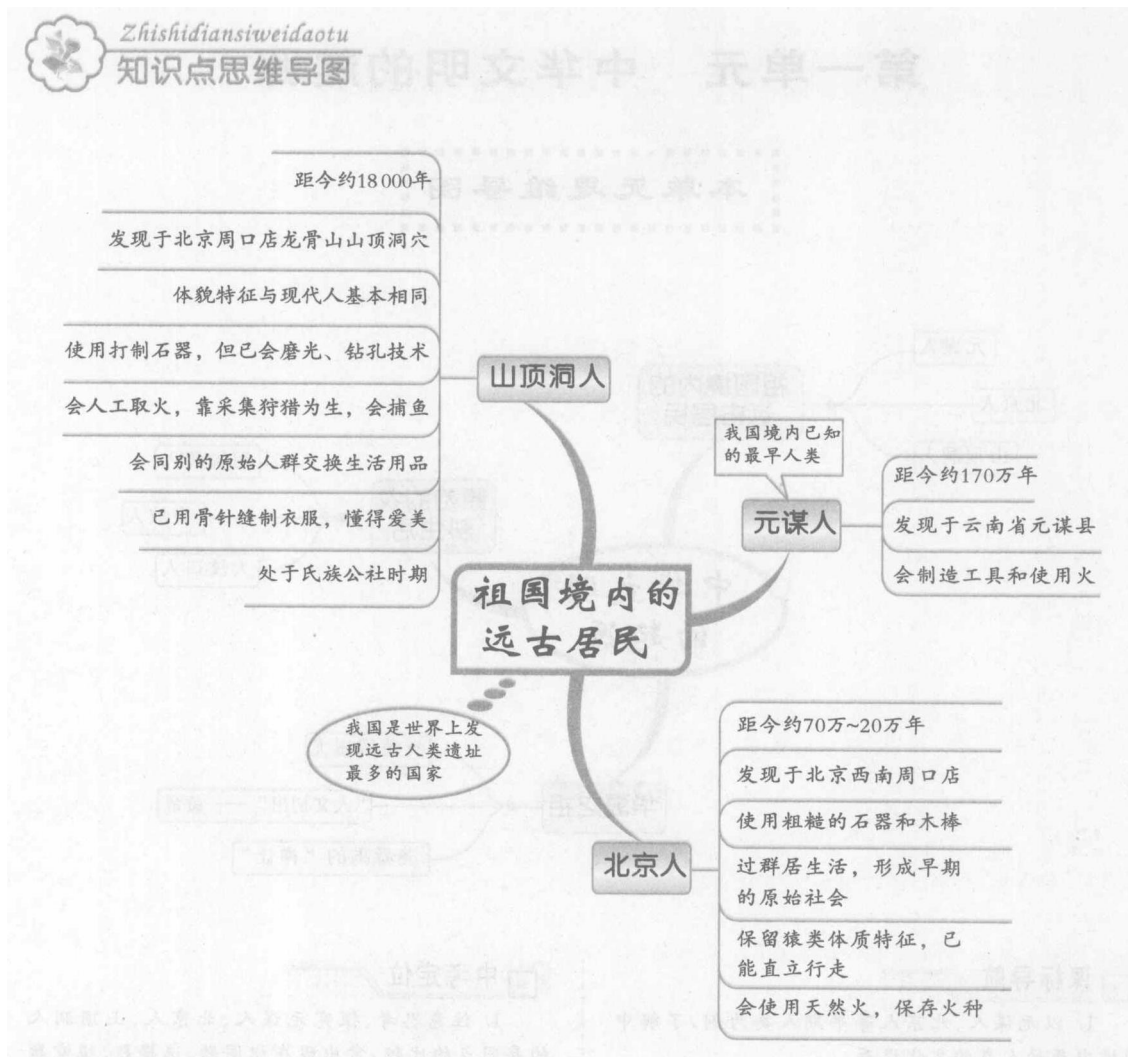 Zhishidiansiweidaotu
知识点思维导图
距今约18000年
发现于北京周口店龙骨山山顶洞穴
体貌特征与现代人基本相同
使用打制石器，但已会磨光、钻孔技术
会人工取火，靠采集狩猎为生，会捕鱼
会同别的原始人群交换生活用品
已用骨针缝制衣服，懂得爱美
处于民族公社时期
山顶洞人
我国境内已知
的最早人类
元谋人
距今约170万年
发现于云南省元谋县
会制造工具和使用火
祖国境内的
远古居民
我国是世界上发
现远古人类遗址
最多的国家
北京人
距今约70万~20万年
发现于北京西南周口店
使用粗糙的石器和木棒
过群居生活，形成早期
的原始社会
保留猿类体质特征，已
能直立行走
会使用天然火，保存火种